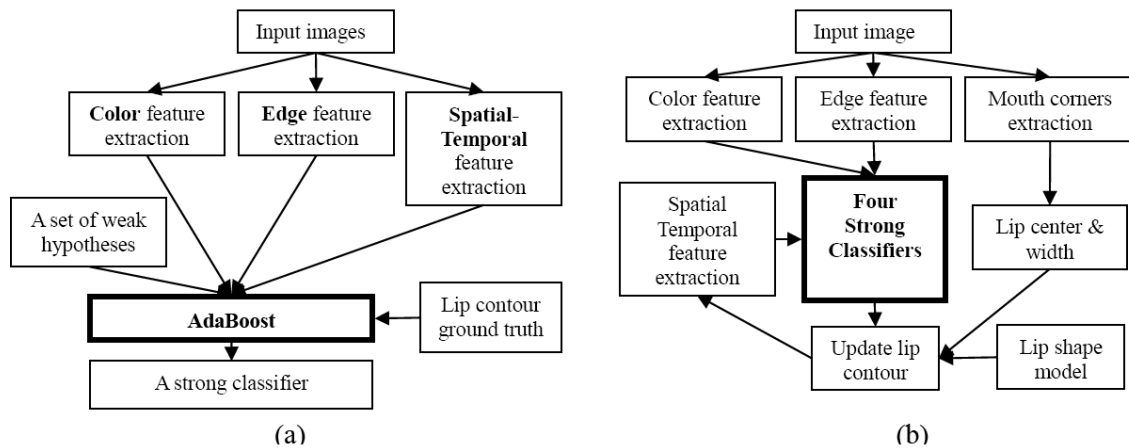 Input images
Color feature
extraction
Edge feature
extraction
Spatial-
Temporal
feature
extraction
A set of weak
hypotheses
AdaBoost
Lip contour
ground truth
A strong classifier
(a)
Input image
Color feature
extraction
Edge feature
extraction
Mouth corners
extraction
Spatial
Temporal
feature
extraction
Four
Strong
Classifiers
Lip center &
width
Update lip
contour
Lip shape
model
(b)